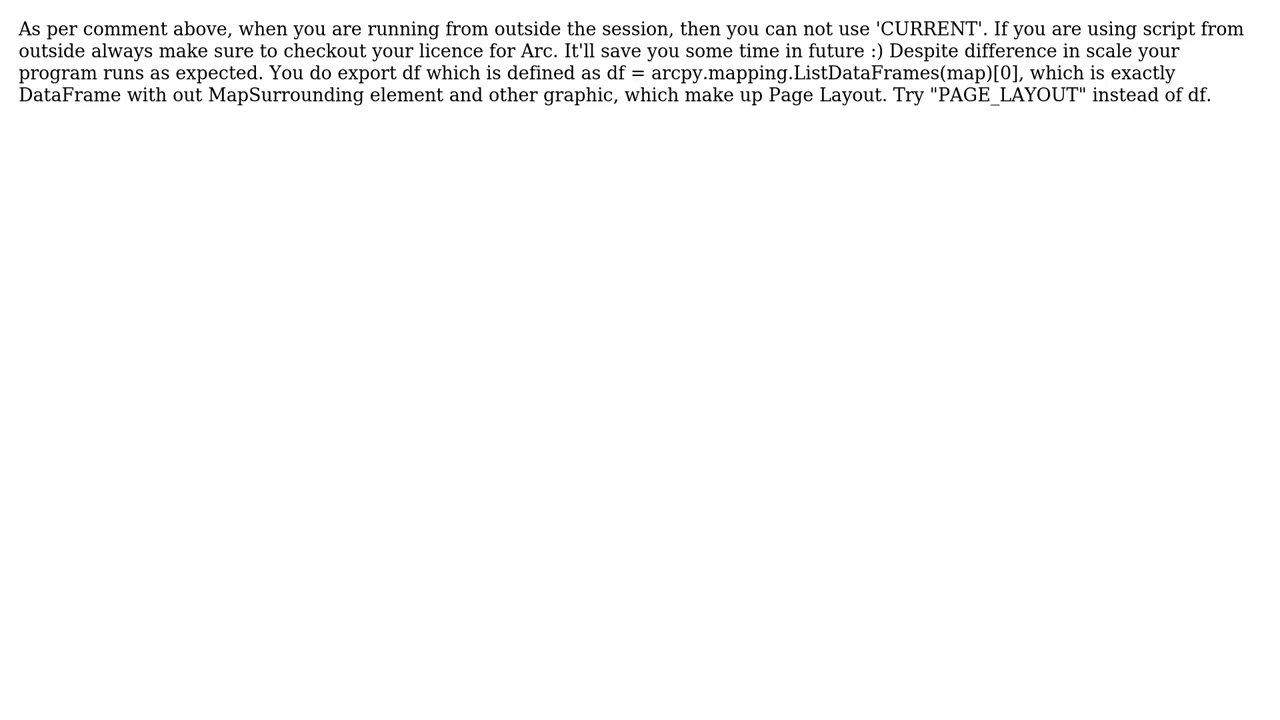 As per comment above, when you are running from outside the session, then you can not use 'CURRENT'. If you are using script from
outside always make sure to checkout your licence for Arc. It'll save you some time in future :) Despite difference in scale your
program runs as expected. You do export df which is defined as df = arcpy.mapping.ListDataFrames(map)[0], which is exactly
DataFrame with out MapSurrounding element and other graphic, which make up Page Layout. Try "PAGE_LAYOUT" instead of df.